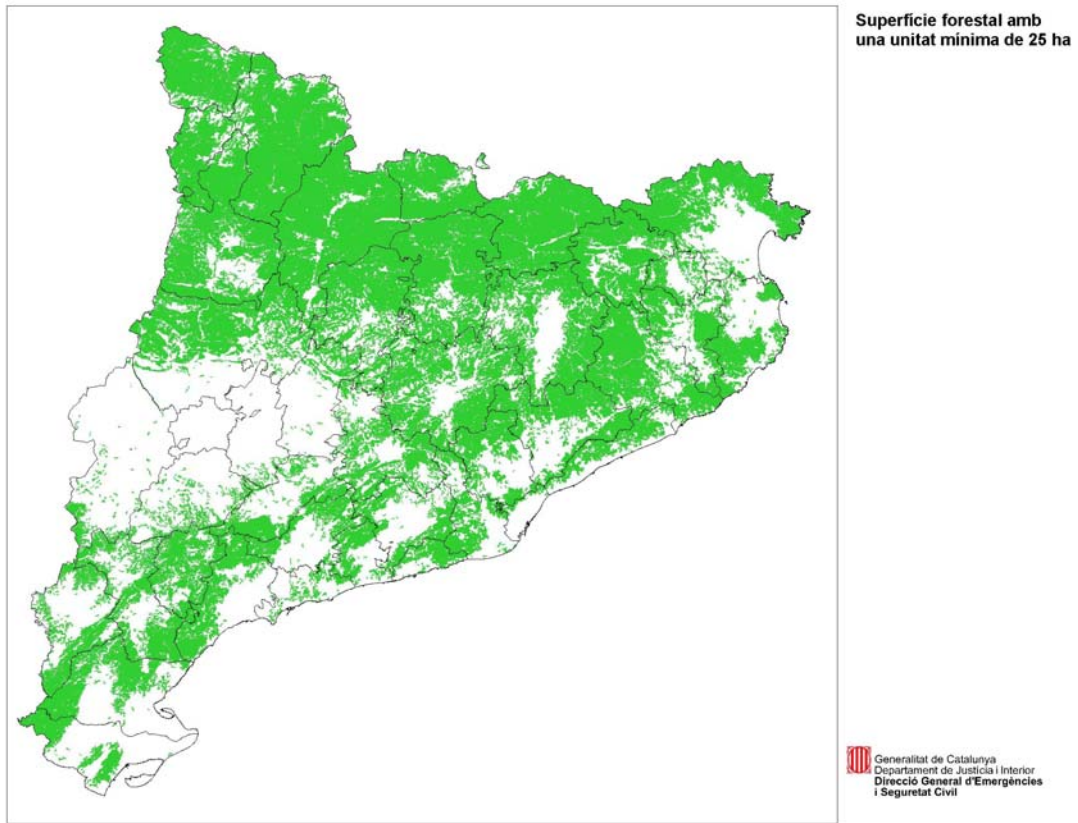 Superfície forestal amb
una unitat mínima de 25 ha
Generalitat de Catalunya
Departament de Justícia i Interior
Direcció General d'Emergències
i Seguretat Civil